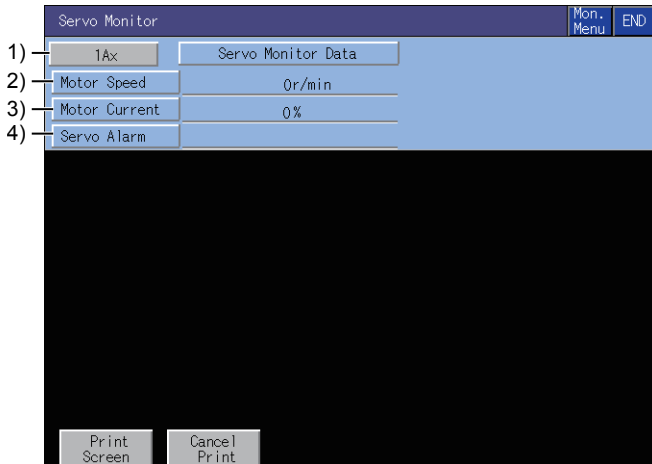 Servo Monitor
Mon. Menu
END
1)
1Ax
Servo Monitor Data
2)
Motor Speed
0r/min
3)
Motor Current
0%
4)
Servo Alarm
Print Screen
Cancel Print